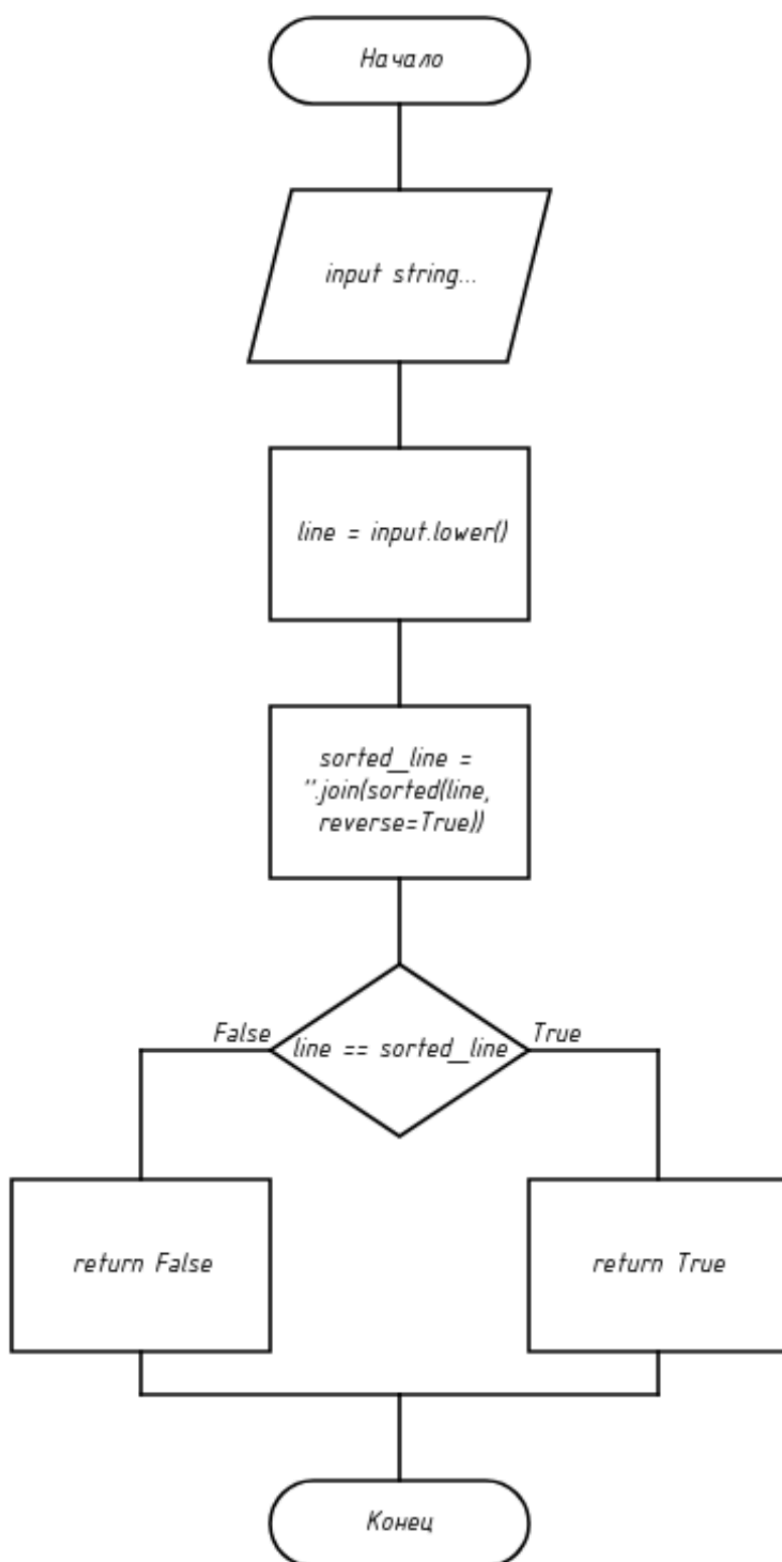 Начало
input string...
line = input.lower()
sorted_line =
''.join(sorted(line,
reverse=True))
False
line == sorted_line
True
return False
return True
Конец